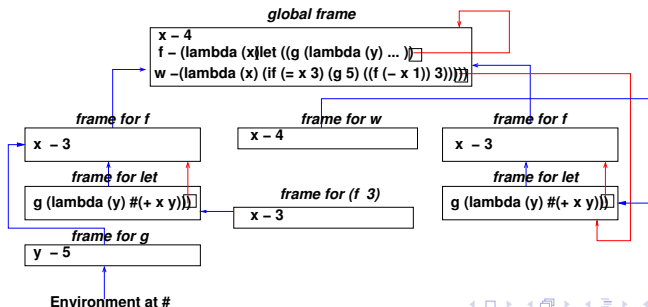 global frame
x – 4
f – (lambda (x)let ((g (lambda (y) ... ))
w –(lambda (x) (if (= x 3) (g 5) ((f (– x 1)) 3)))))
frame for f
frame for w
frame for f
x – 3
x – 4
x – 3
frame for let
frame for (f 3)
frame for let
g (lambda (y) #(+ x y)))
x – 3
g (lambda (y) #(+ x y)))
frame for g
y – 5
Environment at #